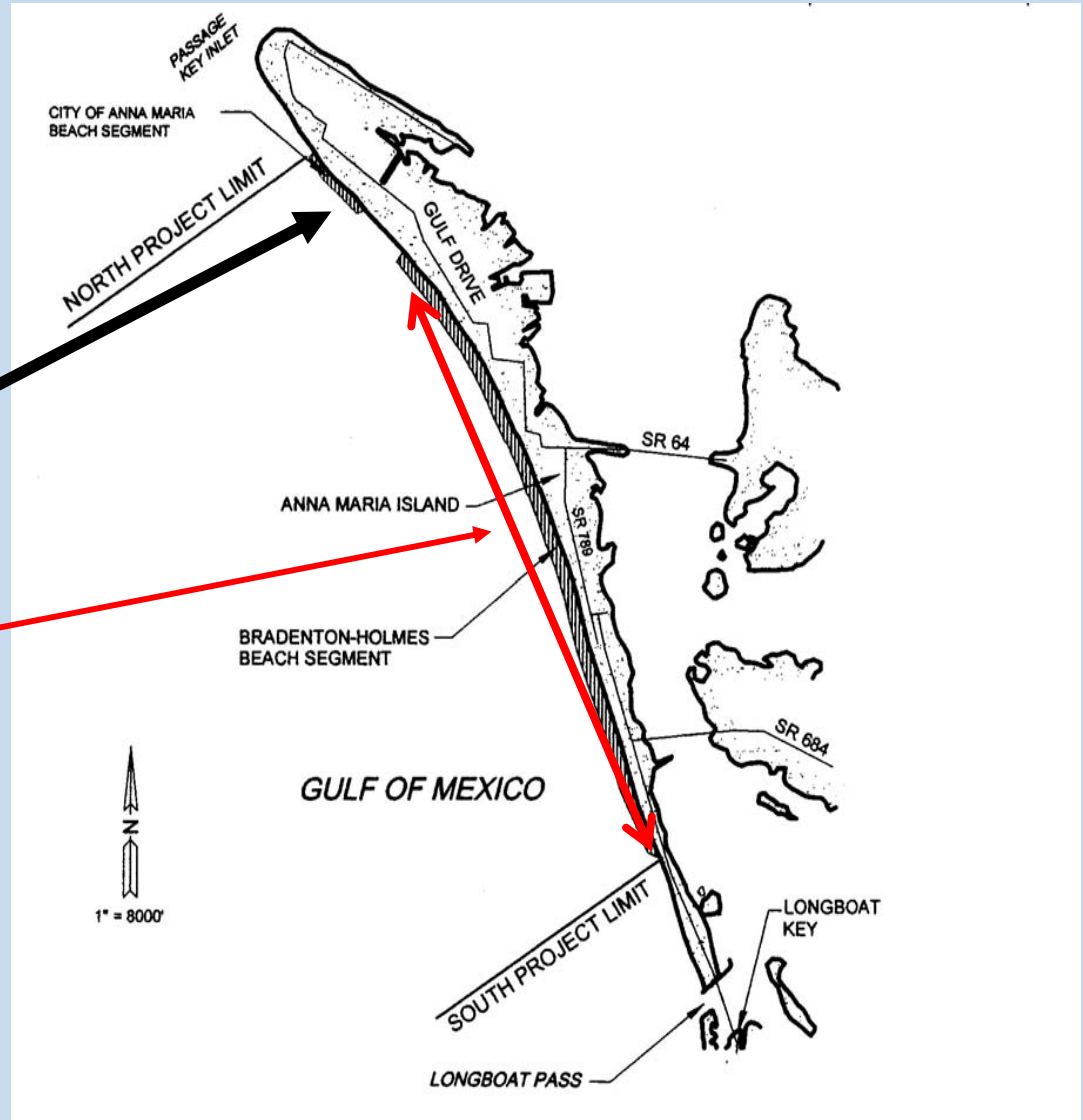 PASSAGE
KEY INLET
CITY OF ANNA MARIA
BEACH SEGMENT
NORTH PROJECT LIMIT
GULF DRIVE
SR 64
ANNA MARIA ISLAND
SR 789
BRADENTON-HOLMES
BEACH SEGMENT
SR 684
GULF OF MEXICO
N
1" = 8000'
SOUTH PROJECT LIMIT
LONGBOAT
KEY
LONGBOAT PASS